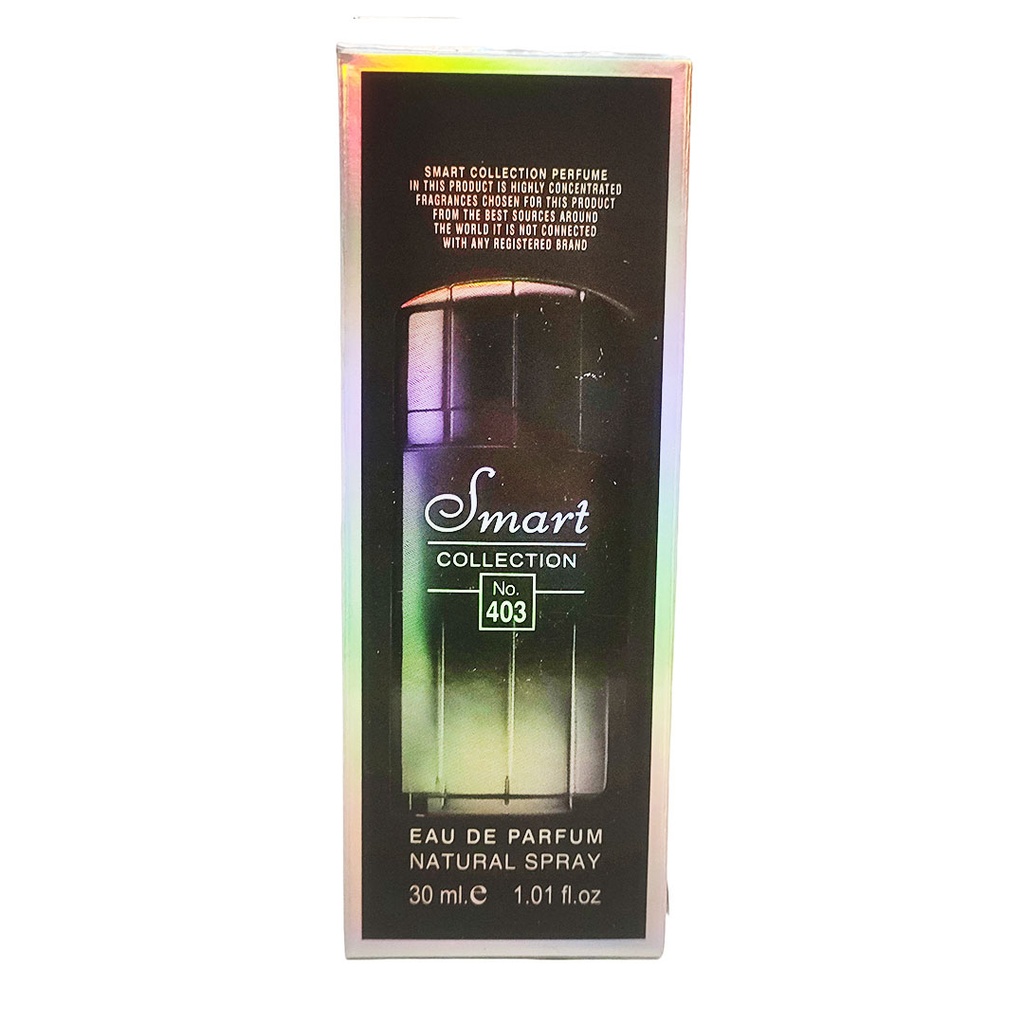 SMART COLLECTION PERFUME
IN THIS PRODUCT IS HIGHLY CONCENTRATED
FRAGRANCES CHOSEN FOR THIS PRODUCT
FROM THE BEST SOURCES AROUND
THE WORLD IT IS NOT CONNECTED
WITH ANY REGISTERED BRAND
Smart
COLLECTION
No.
403
EAU DE PARFUM
NATURAL SPRAY
30 ml.e 1.01 fl.oz